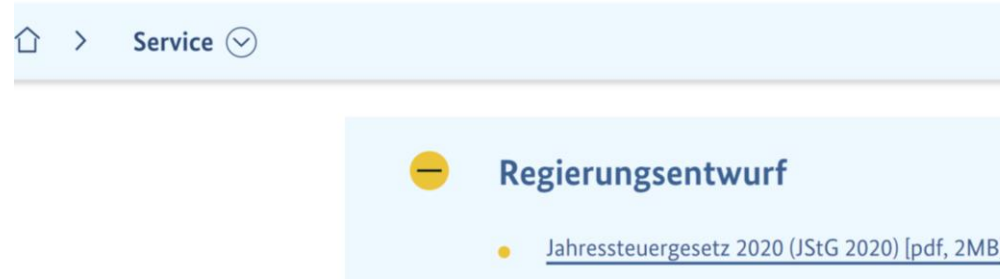 Service
Regierungsentwurf
Jahressteuergesetz 2020 (JStG 2020) [pdf, 2MB